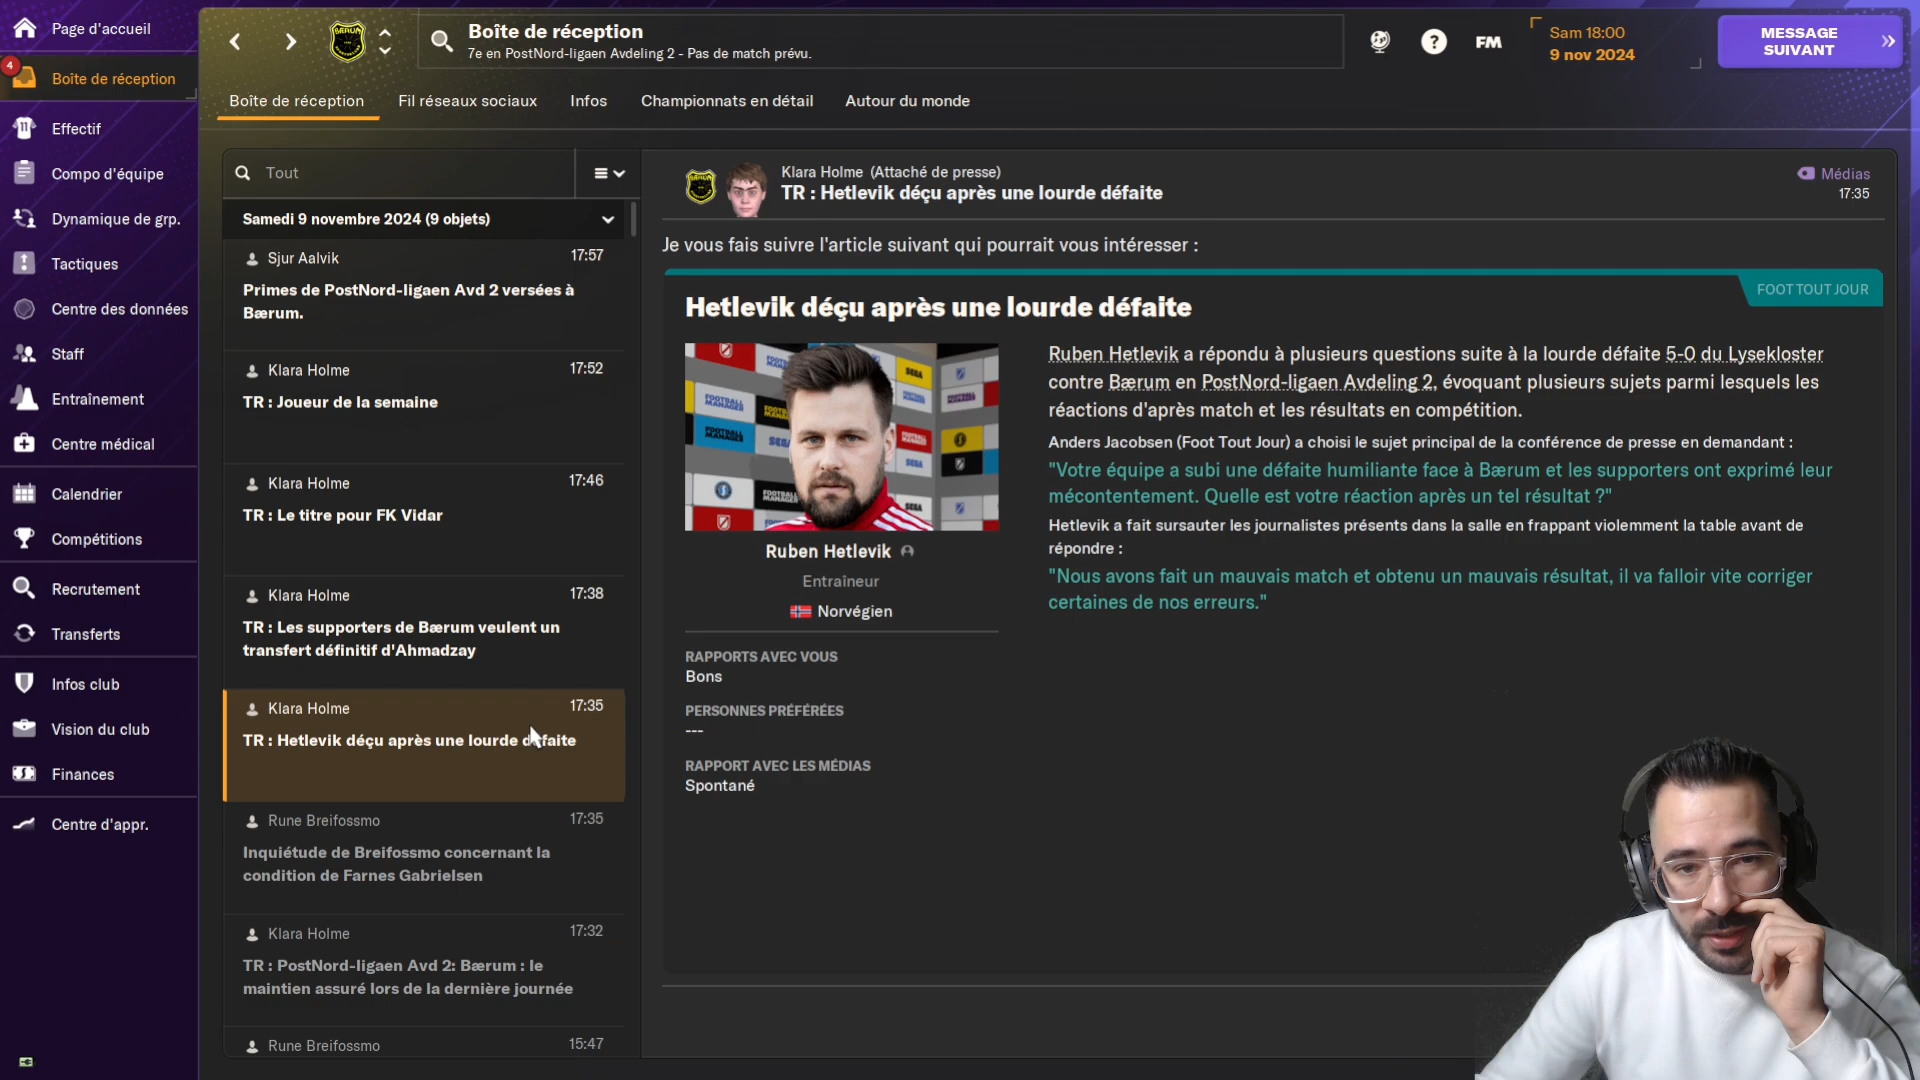 Page d'accueil
4
Boîte de réception
Effectif
Compo d'équipe
Dynamique de grp.
Tactiques
Centre des données
Staff
Entraînement
Centre médical
Calendrier
Compétitions
Recrutement
Transferts
Infos club
Vision du club
Finances
Centre d'appr.
BÆRUM
Boîte de réception
7e en PostNord-ligaen Avdeling 2 - Pas de match prévu.
?
FM
Sam 18:00
9 nov 2024
MESSAGE
SUIVANT
Boîte de réception
Fil réseaux sociaux
Infos
Championnats en détail
Autour du monde
Tout
Samedi 9 novembre 2024 (9 objets)
Sjur Aalvik
17:57
Primes de PostNord-ligaen Avd 2 versées à
Bærum.
Klara Holme
17:52
TR : Joueur de la semaine
Klara Holme
17:46
TR : Le titre pour FK Vidar
Klara Holme
17:38
TR : Les supporters de Bærum veulent un
transfert définitif d'Ahmadzay
Klara Holme
17:35
TR : Hetlevik déçu après une lourde défaite
Rune Breifossmo
17:35
Inquiétude de Breifossmo concernant la
condition de Farnes Gabrielsen
Klara Holme
17:32
TR : PostNord-ligaen Avd 2: Bærum : le
maintien assuré lors de la dernière journée
Rune Breifossmo
15:47
Klara Holme (Attaché de presse)
TR : Hetlevik déçu après une lourde défaite
Médias
17:35
Je vous fais suivre l'article suivant qui pourrait vous intéresser :
FOOT TOUT JOUR
Hetlevik déçu après une lourde défaite
Ruben Hetlevik a répondu à plusieurs questions suite à la lourde défaite 5-0 du Lysekloster
contre Bærum en PostNord-ligaen Avdeling 2, évoquant plusieurs sujets parmi lesquels les
réactions d'après match et les résultats en compétition.
Anders Jacobsen (Foot Tout Jour) a choisi le sujet principal de la conférence de presse en demandant :
"Votre équipe a subi une défaite humiliante face à Bærum et les supporters ont exprimé leur
mécontentement. Quelle est votre réaction après un tel résultat ?"
Hetlevik a fait sursauter les journalistes présents dans la salle en frappant violemment la table avant de
répondre :
"Nous avons fait un mauvais match et obtenu un mauvais résultat, il va falloir vite corriger
certaines de nos erreurs."
Ruben Hetlevik
Entraîneur
Norvégien
RAPPORTS AVEC VOUS
Bons
PERSONNES PRÉFÉRÉES
---
RAPPORT AVEC LES MÉDIAS
Spontané